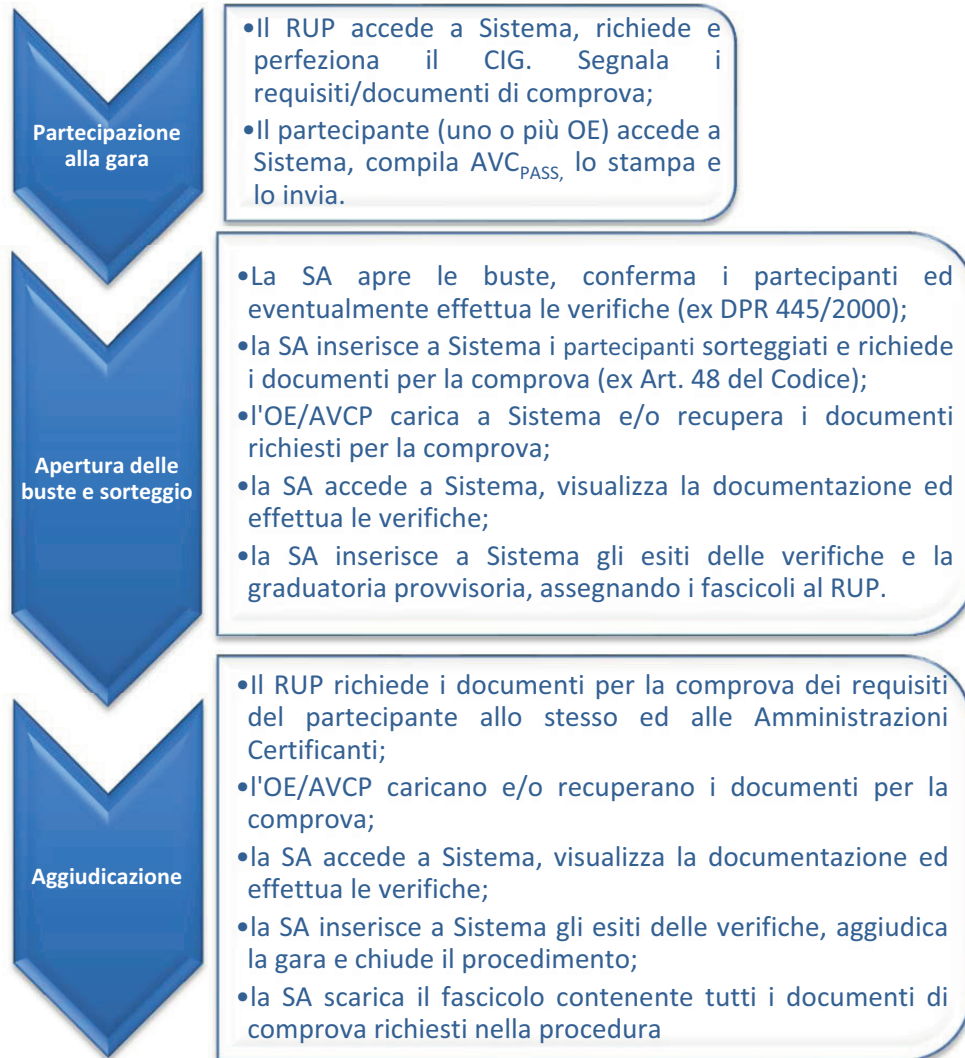 Partecipazione
alla gara
•Il RUP accede a Sistema, richiede e
perfeziona il CIG. Segnala i
requisiti/documenti di comprova;
•Il partecipante (uno o più OE) accede a
Sistema, compila AVCPASS, lo stampa e
lo invia.
Apertura delle
buste e sorteggio
•La SA apre le buste, conferma i partecipanti ed
eventualmente effettua le verifiche (ex DPR 445/2000);
•la SA inserisce a Sistema i partecipanti sorteggiati e richiede
i documenti per la comprova (ex Art. 48 del Codice);
•l'OE/AVCP carica a Sistema e/o recupera i documenti
richiesti per la comprova;
•la SA accede a Sistema, visualizza la documentazione ed
effettua le verifiche;
•la SA inserisce a Sistema gli esiti delle verifiche e la
graduatoria provvisoria, assegnando i fascicoli al RUP.
Aggiudicazione
•Il RUP richiede i documenti per la comprova dei requisiti
del partecipante allo stesso ed alle Amministrazioni
Certificanti;
•l'OE/AVCP caricano e/o recuperano i documenti per la
comprova;
•la SA accede a Sistema, visualizza la documentazione ed
effettua le verifiche;
•la SA inserisce a Sistema gli esiti delle verifiche, aggiudica
la gara e chiude il procedimento;
•la SA scarica il fascicolo contenente tutti i documenti di
comprova richiesti nella procedura